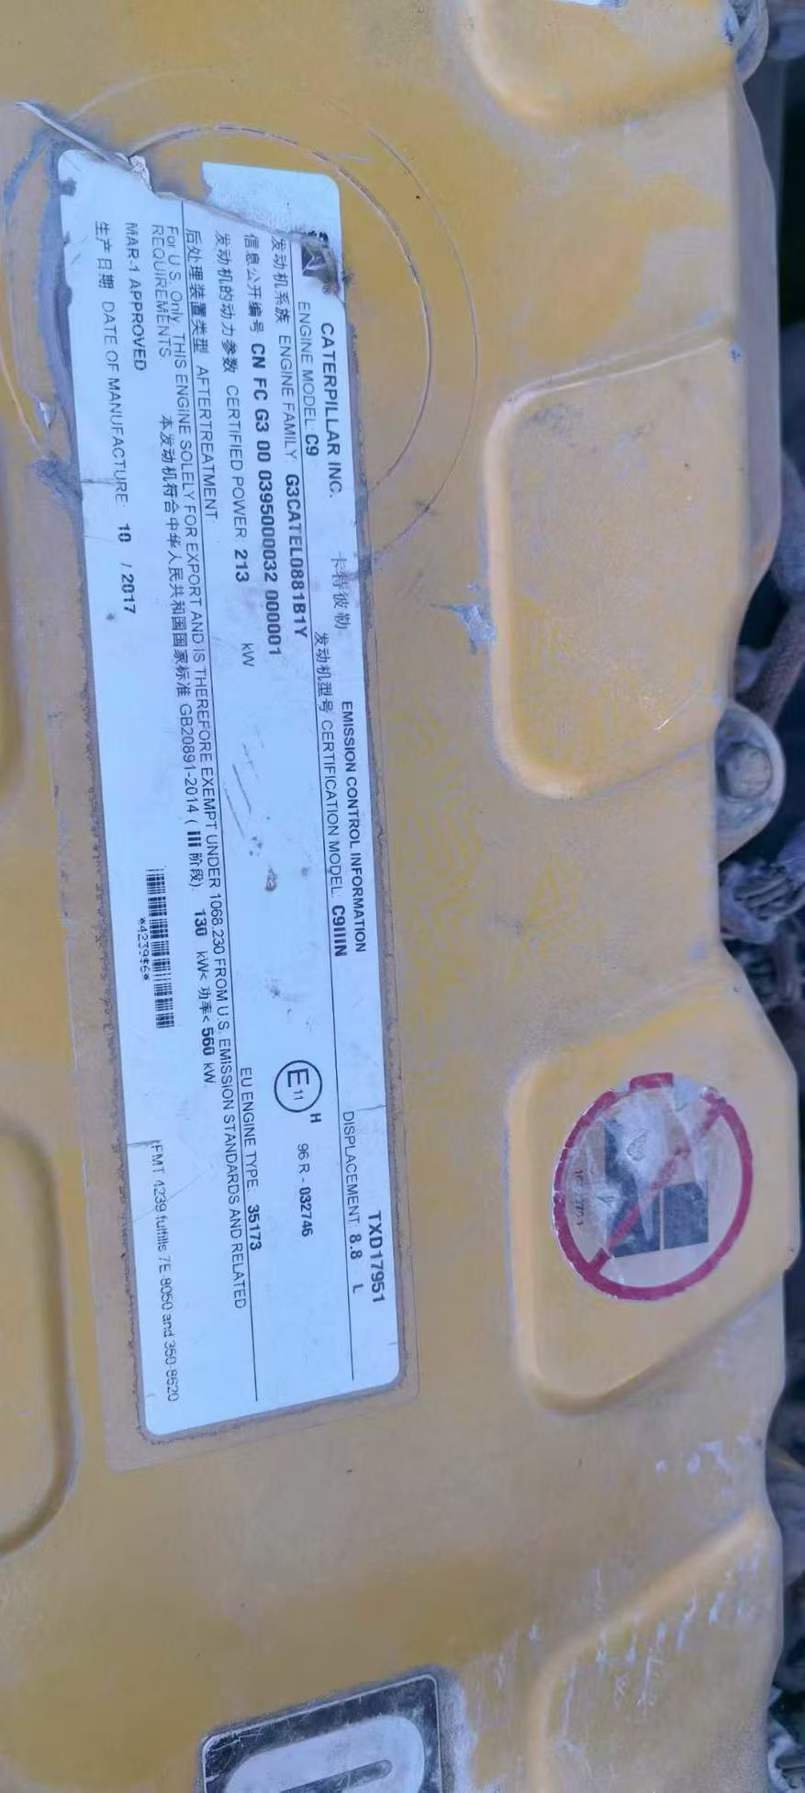 CATERPILLAR INC. 卡特彼勒 EMISSION CONTROL INFORMATION TXD17951
ENGINE MODEL: C9 发动机型号 CERTIFICATION MODEL: C9IIIN DISPLACEMENT: 8.8 L
发动机系族 ENGINE FAMILY: G3CATEL0881B1Y
信息公开编号 CN FC G3 00 0395000032 000001 E 11 H 96 R - 032746
发动机的动力参数 CERTIFIED POWER 213 kW
后处理装置类型 AFTERTREATMENT EU ENGINE TYPE: 35173
For U.S. Only, THIS ENGINE SOLELY FOR EXPORT AND IS THEREFORE EXEMPT UNDER 1068.230 FROM U.S. EMISSION STANDARDS AND RELATED
REQUIREMENTS 本发动机符合中华人民共和国国家标准 GB20891-2014 ( III 阶段). 130 kW< 功率< 560 kW
MAR-1 APPROVED
生产日期 DATE OF MANUFACTURE: 10 / 2017
fulfills 7E-8050 and 350-8620